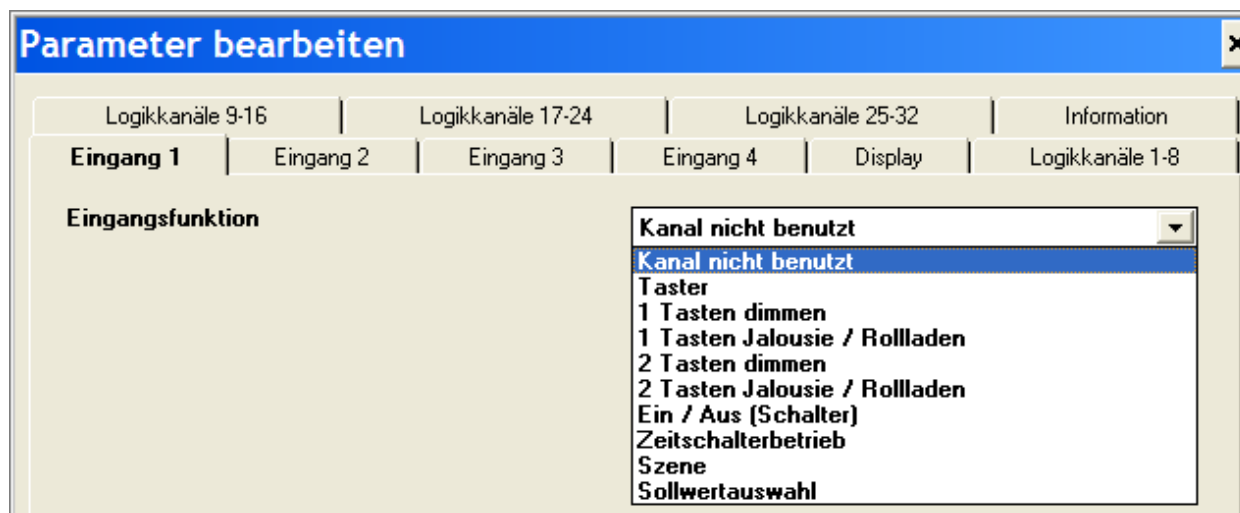 Parameter bearbeiten
Logikkanäle 9-16 Logikkanäle 17-24 Logikkanäle 25-32 Information
Eingang 1 Eingang 2 Eingang 3 Eingang 4 Display Logikkanäle 1-8
Eingangsfunktion Kanal nicht benutzt
Kanal nicht benutzt
Taster
1 Tasten dimmen
1 Tasten Jalousie / Rollladen
2 Tasten dimmen
2 Tasten Jalousie / Rollladen
Ein / Aus (Schalter)
Zeitschalterbetrieb
Szene
Sollwertauswahl